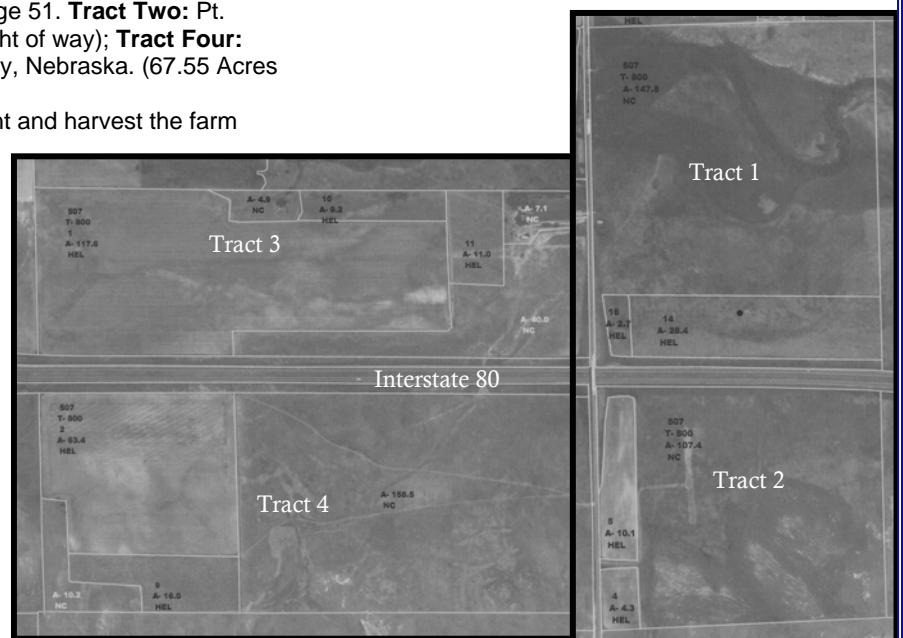 ge 51. Tract Two: Pt.
ght of way); Tract Four:
y, Nebraska. (67.55 Acres
nt and harvest the farm
507
T- 800
A- 147.8
NC
Tract 1
15
A- 2.7
HEL
14
A- 28.4
HEL
507
T- 800
1
A- 117.6
HEL
A- 4.9
NC
10
A- 9.2
HEL
Tract 3
11
A- 11.0
HEL
A- 7.1
NC
A- 40.0
NC
Interstate 80
507
T- 800
2
A- 63.4
HEL
Tract 4
A- 158.5
NC
A- 10.2
NC
9
A- 16.0
HEL
507
T- 800
A- 107.4
NC
Tract 2
5
A- 10.1
HEL
4
A- 4.3
HEL